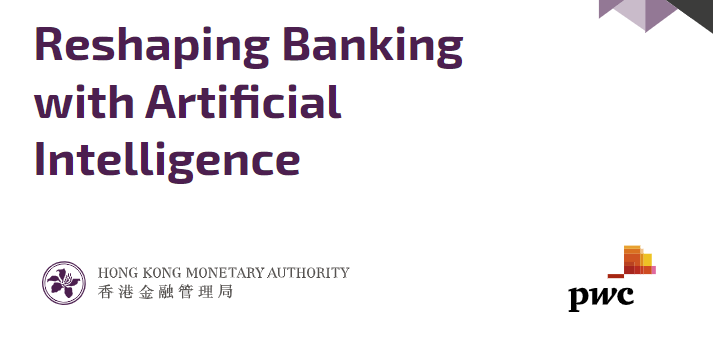 Reshaping Banking
with Artificial
Intelligence
HONG KONG MONETARY AUTHORITY
香港金融管理局
pwc